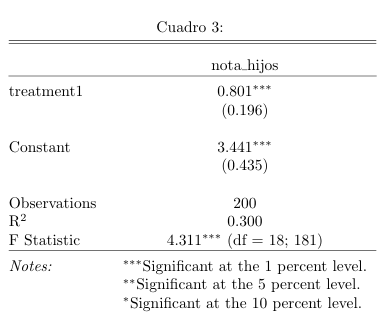 Cuadro 3:
nota_hijos
treatment1 0.801***
(0.196)
Constant 3.441***
(0.435)
Observations 200
R² 0.300
F Statistic 4.311*** (df = 18; 181)
Notes: ***Significant at the 1 percent level.
**Significant at the 5 percent level.
*Significant at the 10 percent level.